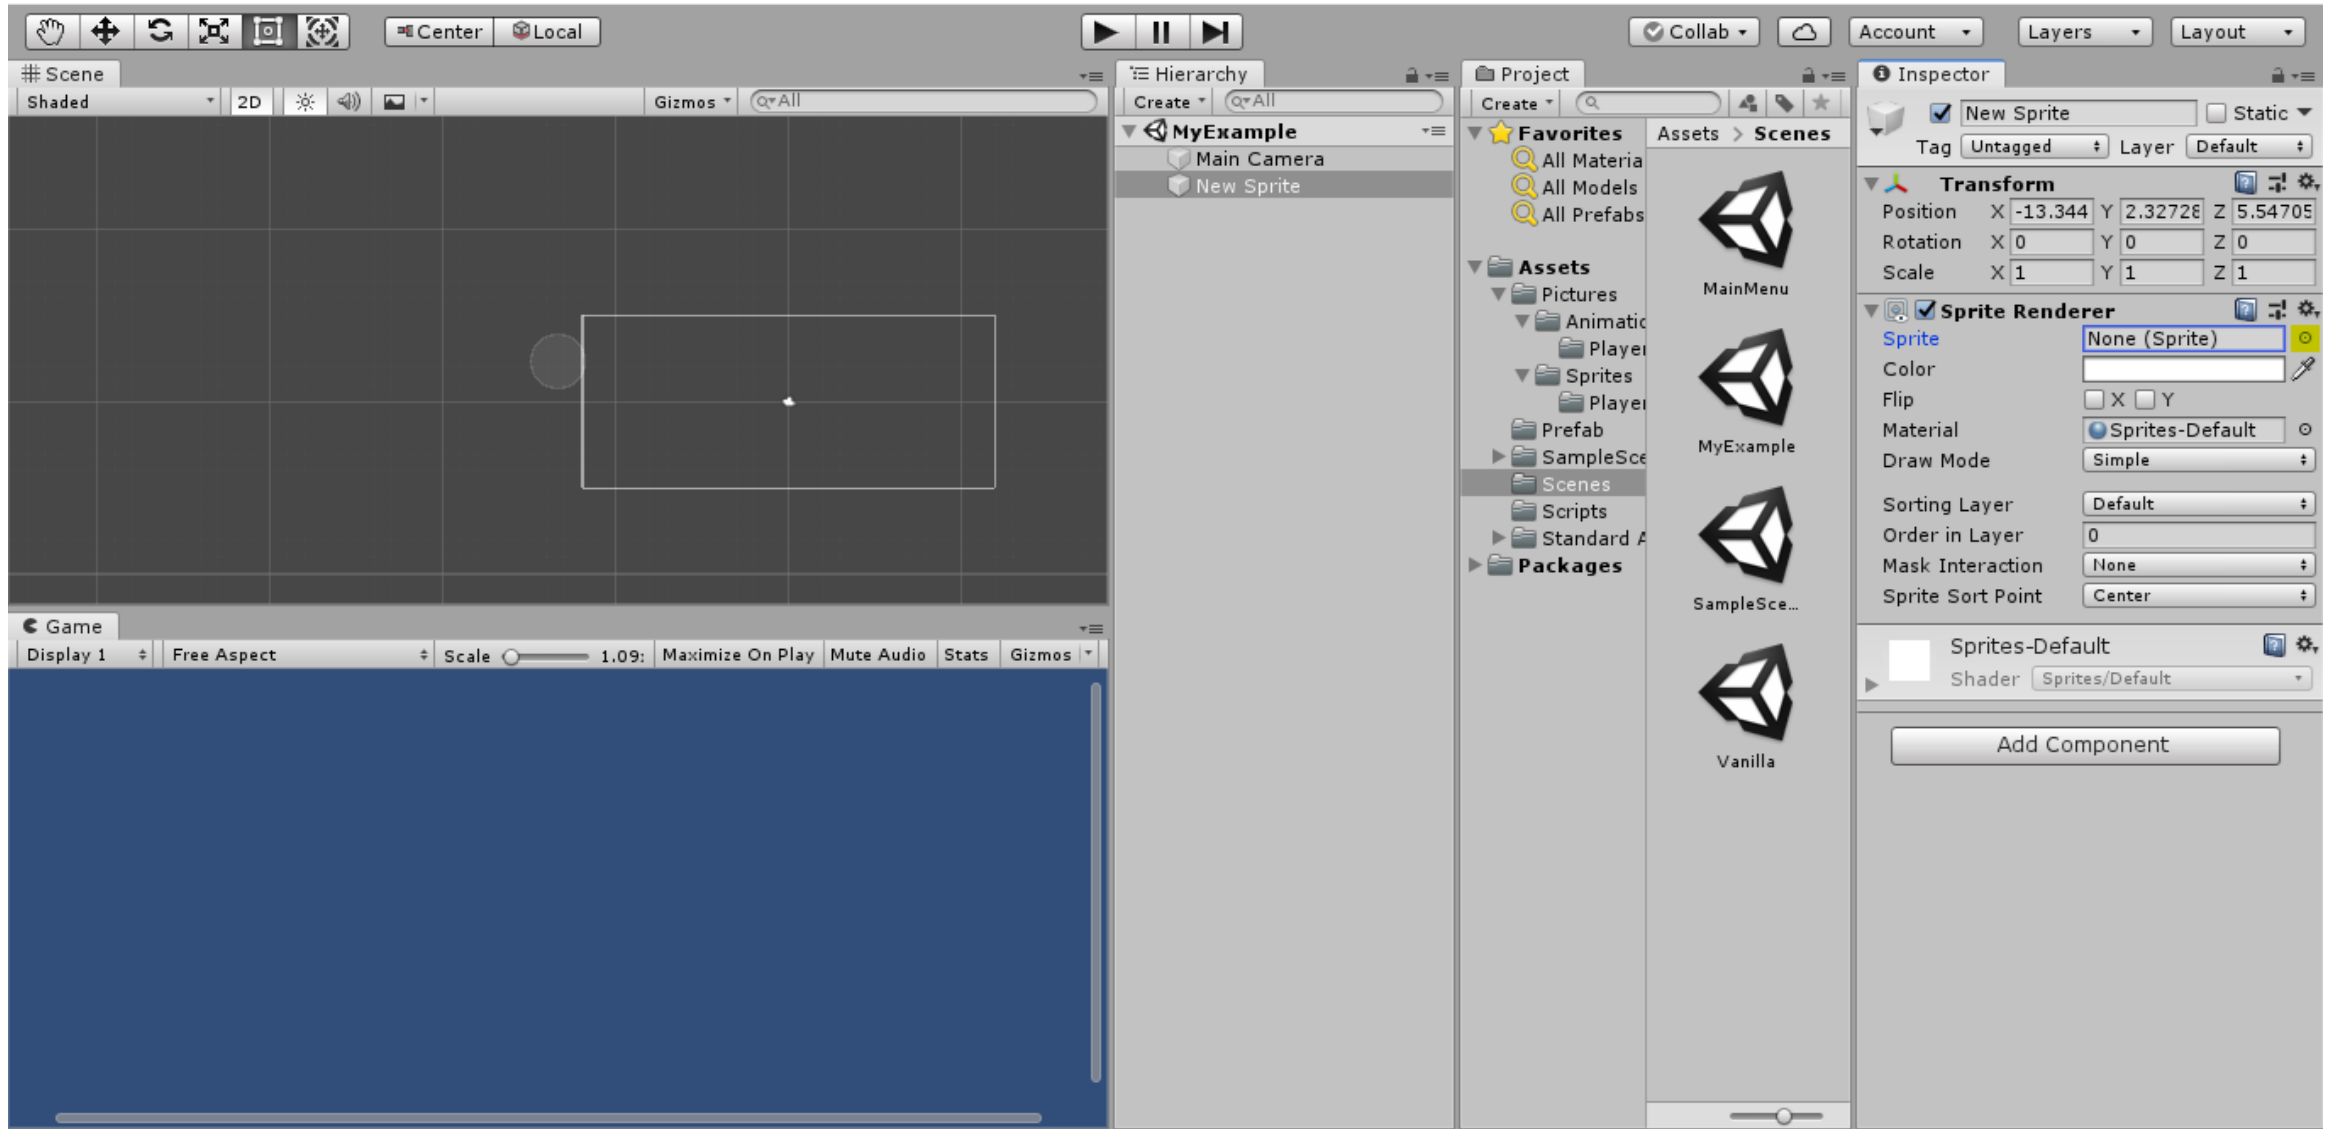 Center Local Collab Account Layers Layout
Scene
Shaded 2D Gizmos All
Game
Display 1 Free Aspect Scale 1.09: Maximize On Play Mute Audio Stats Gizmos
Hierarchy
Create All
MyExample
Main Camera
New Sprite
Project
Create
Favorites
All Materia
All Models
All Prefabs
Assets
Pictures
Animatic
Player
Sprites
Player
Prefab
SampleSce
Scenes
Scripts
Standard A
Packages
Assets > Scenes
MainMenu
MyExample
SampleSce...
Vanilla
Inspector
New Sprite Static
Tag Untagged Layer Default
Transform
Position X -13.344 Y 2.32728 Z 5.54705
Rotation X 0 Y 0 Z 0
Scale X 1 Y 1 Z 1
Sprite Renderer
Sprite None (Sprite)
Color
Flip X Y
Material Sprites-Default
Draw Mode Simple
Sorting Layer Default
Order in Layer 0
Mask Interaction None
Sprite Sort Point Center
Sprites-Default
Shader Sprites/Default
Add Component